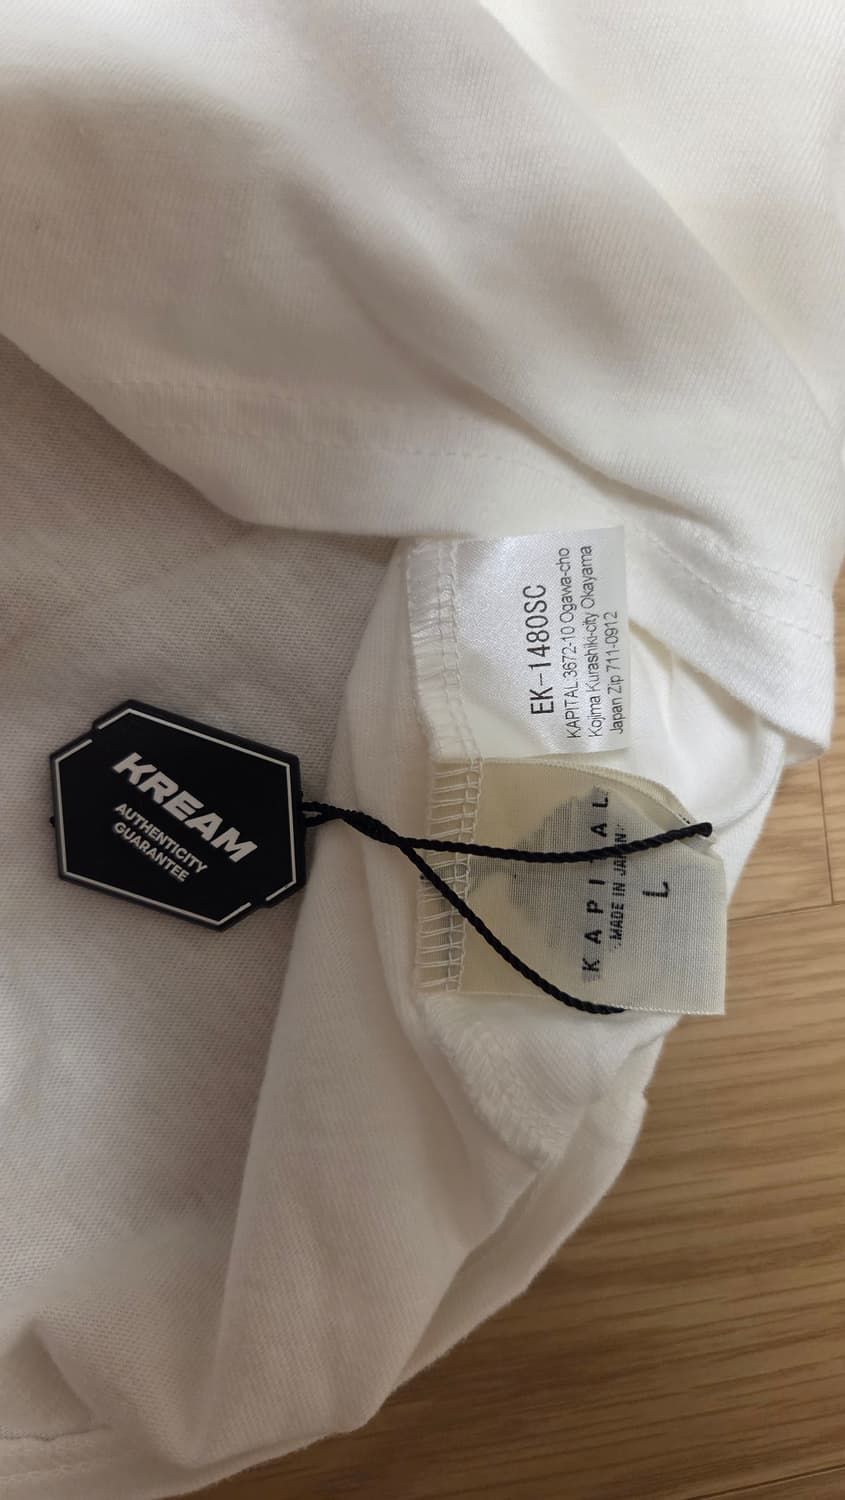 EK-1480SC
KAPITAL:3672-10 Ogawa-cho
Kojima Kurashiki-city Okayama
Japan Zip 711-0912
KAPITAL
MADE IN JAPAN
L
KREAM
AUTHENTICITY
GUARANTEE